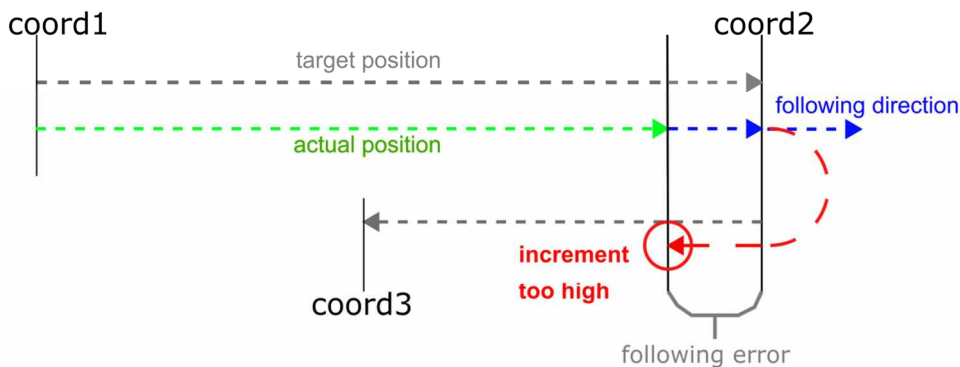 coord1
coord2
target position
following direction
actual position
increment
too high
coord3
following error